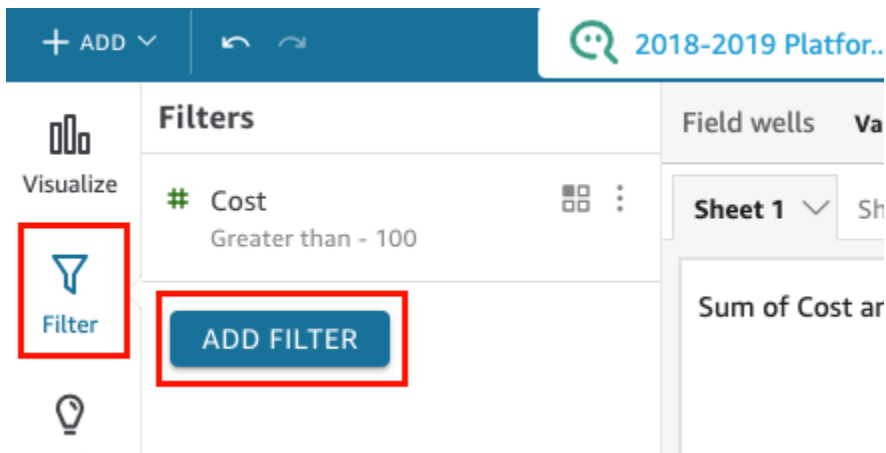 + ADD
2018-2019 Platfor..
Visualize
Filter
Filters
# Cost
Greater than - 100
ADD FILTER
Field wells Va
Sheet 1 Sh
Sum of Cost ar